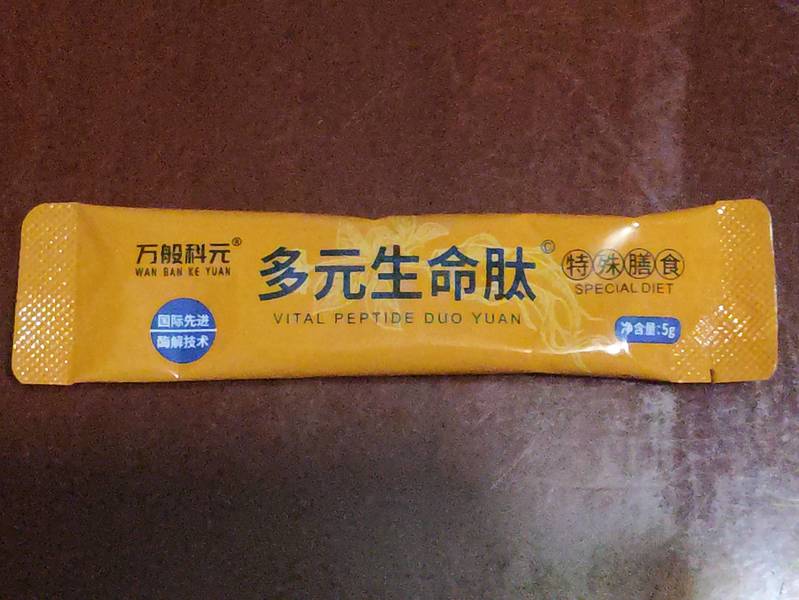 万般科元®
WAN BAN KE YUAN
国际先进
酶解技术
多元生命肽©
VITAL PEPTIDE DUO YUAN
特殊膳食
SPECIAL DIET
净含量:5g